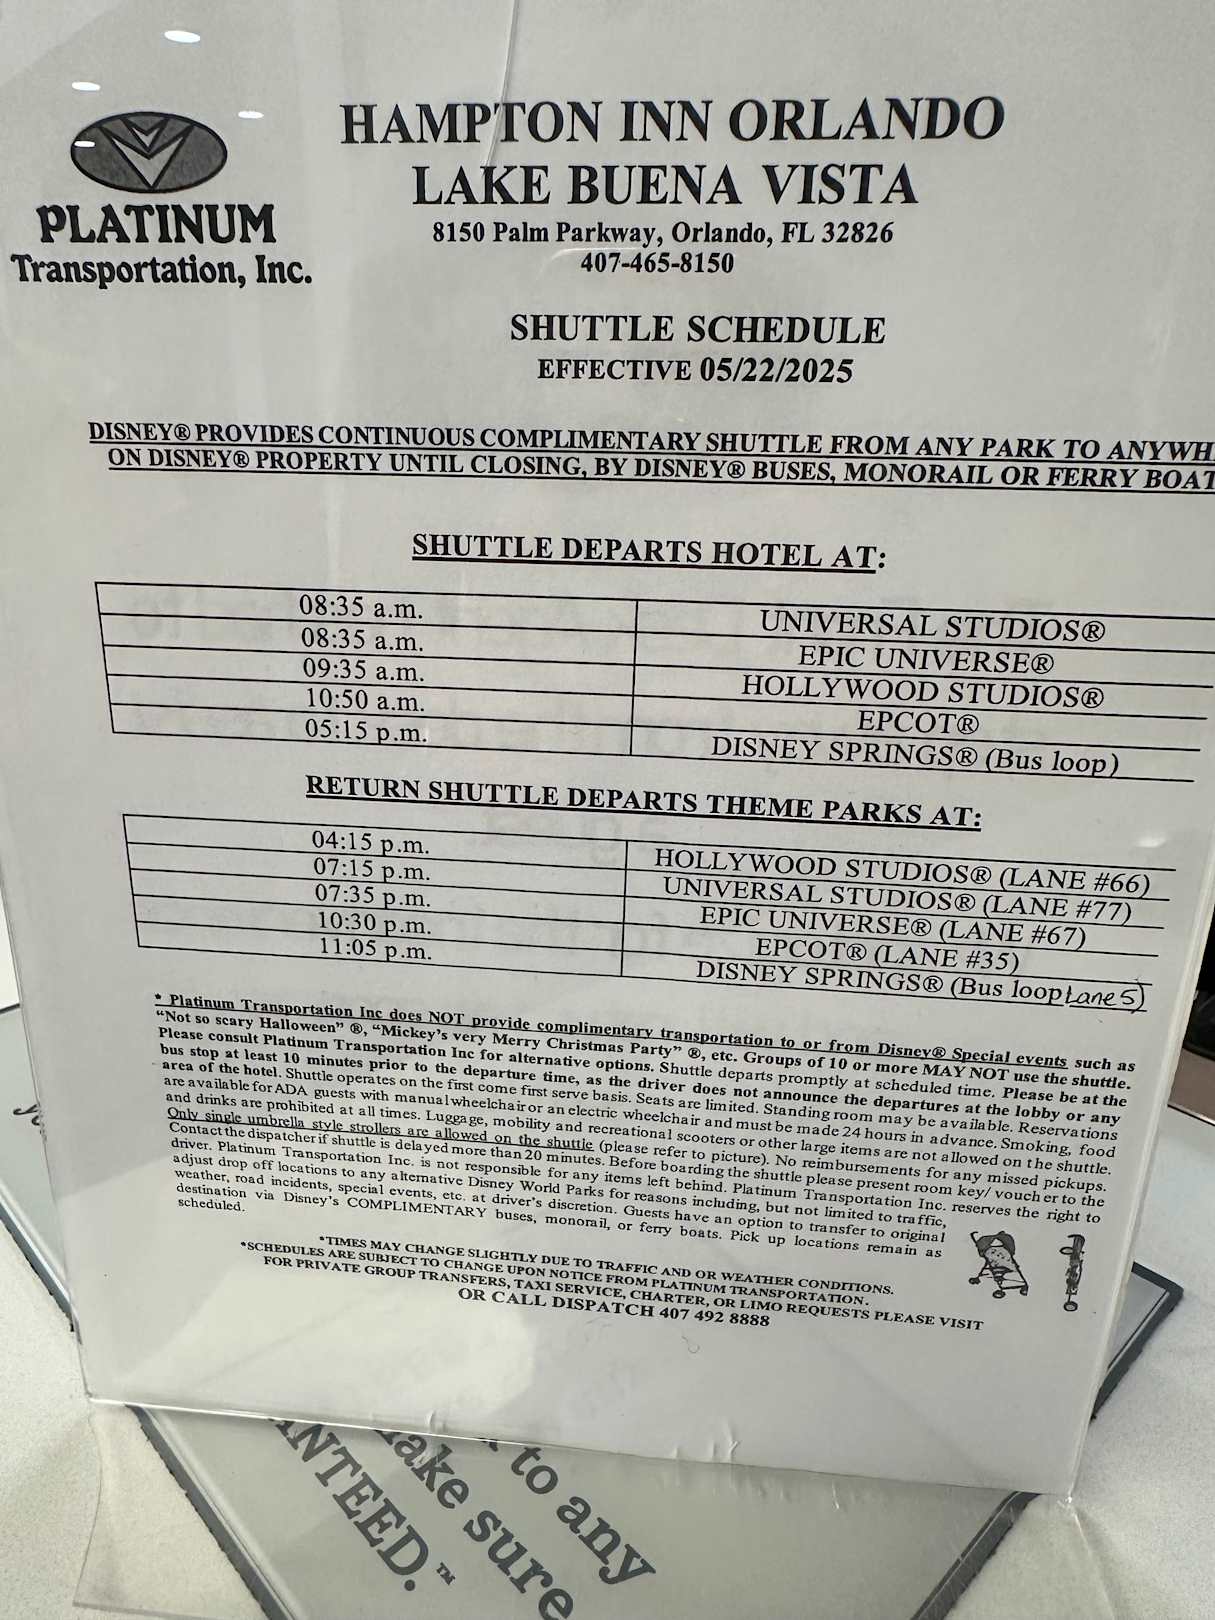 PLATINUM
Transportation, Inc.
HAMPTON INN ORLANDO
LAKE BUENA VISTA
8150 Palm Parkway, Orlando, FL 32826
407-465-8150
SHUTTLE SCHEDULE
EFFECTIVE 05/22/2025
DISNEY® PROVIDES CONTINUOUS COMPLIMENTARY SHUTTLE FROM ANY PARK TO ANYWH
ON DISNEY® PROPERTY UNTIL CLOSING, BY DISNEY® BUSES, MONORAIL OR FERRY BOAT
SHUTTLE DEPARTS HOTEL AT:
08:35 a.m. UNIVERSAL STUDIOS®
08:35 a.m. EPIC UNIVERSE®
09:35 a.m. HOLLYWOOD STUDIOS®
10:50 a.m. EPCOT®
05:15 p.m. DISNEY SPRINGS® (Bus loop)
RETURN SHUTTLE DEPARTS THEME PARKS AT:
04:15 p.m. HOLLYWOOD STUDIOS® (LANE #66)
07:15 p.m. UNIVERSAL STUDIOS® (LANE #77)
07:35 p.m. EPIC UNIVERSE® (LANE #67)
10:30 p.m. EPCOT® (LANE #35)
11:05 p.m. DISNEY SPRINGS® (Bus loop Lane 5)
* Platinum Transportation Inc does NOT provide complimentary transportation to or from Disney® Special events such as
"Not so scary Halloween" ®, "Mickey's very Merry Christmas Party" ®, etc. Groups of 10 or more MAY NOT use the shuttle.
Please consult Platinum Transportation Inc for alternative options. Shuttle departs promptly at scheduled time. Please be at the
bus stop at least 10 minutes prior to the departure time, as the driver does not announce the departures at the lobby or any
area of the hotel. Shuttle operates on the first come first serve basis. Seats are limited. Standing room may be available. Reservations
are available for ADA guests with manual wheelchair or an electric wheelchair and must be made 24 hours in advance. Smoking, food
and drinks are prohibited at all times. Luggage, mobility and recreational scooters or other large items are not allowed on the shuttle.
Only single umbrella style strollers are allowed on the shuttle (please refer to picture). No reimbursements for any missed pickups.
Contact the dispatcher if shuttle is delayed more than 20 minutes. Before boarding the shuttle please present room key/ voucher to the
driver. Platinum Transportation Inc. is not responsible for any items left behind. Platinum Transportation Inc. reserves the right to
adjust drop off locations to any alternative Disney World Parks for reasons including, but not limited to traffic,
weather, road incidents, special events, etc. at driver's discretion. Guests have an option to transfer to original
destination via Disney's COMPLIMENTARY buses, monorail, or ferry boats. Pick up locations remain as
scheduled.
*TIMES MAY CHANGE SLIGHTLY DUE TO TRAFFIC AND OR WEATHER CONDITIONS.
*SCHEDULES ARE SUBJECT TO CHANGE UPON NOTICE FROM PLATINUM TRANSPORTATION.
FOR PRIVATE GROUP TRANSFERS, TAXI SERVICE, CHARTER, OR LIMO REQUESTS PLEASE VISIT
OR CALL DISPATCH 407 492 8888
to any
make sure
ANTEED.™